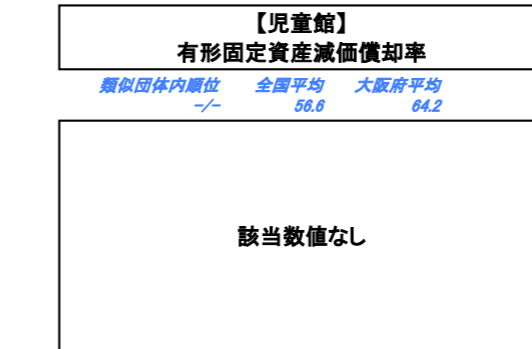 【児童館】
有形固定資産減価償却率
類似団体内順位 全国平均 大阪府平均
-/- 56.6 64.2
該当数値なし